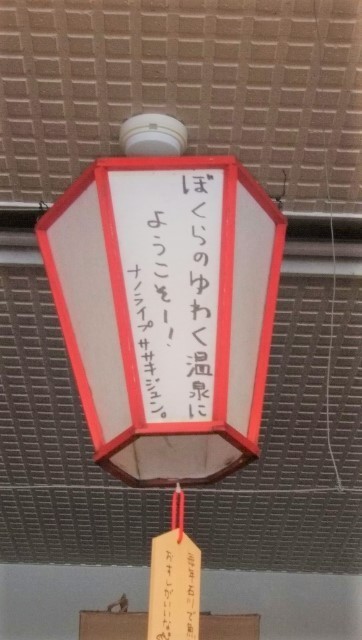 ぼくらのゆわく温泉に
ようこそー!
ナノライプ ササキジュン。